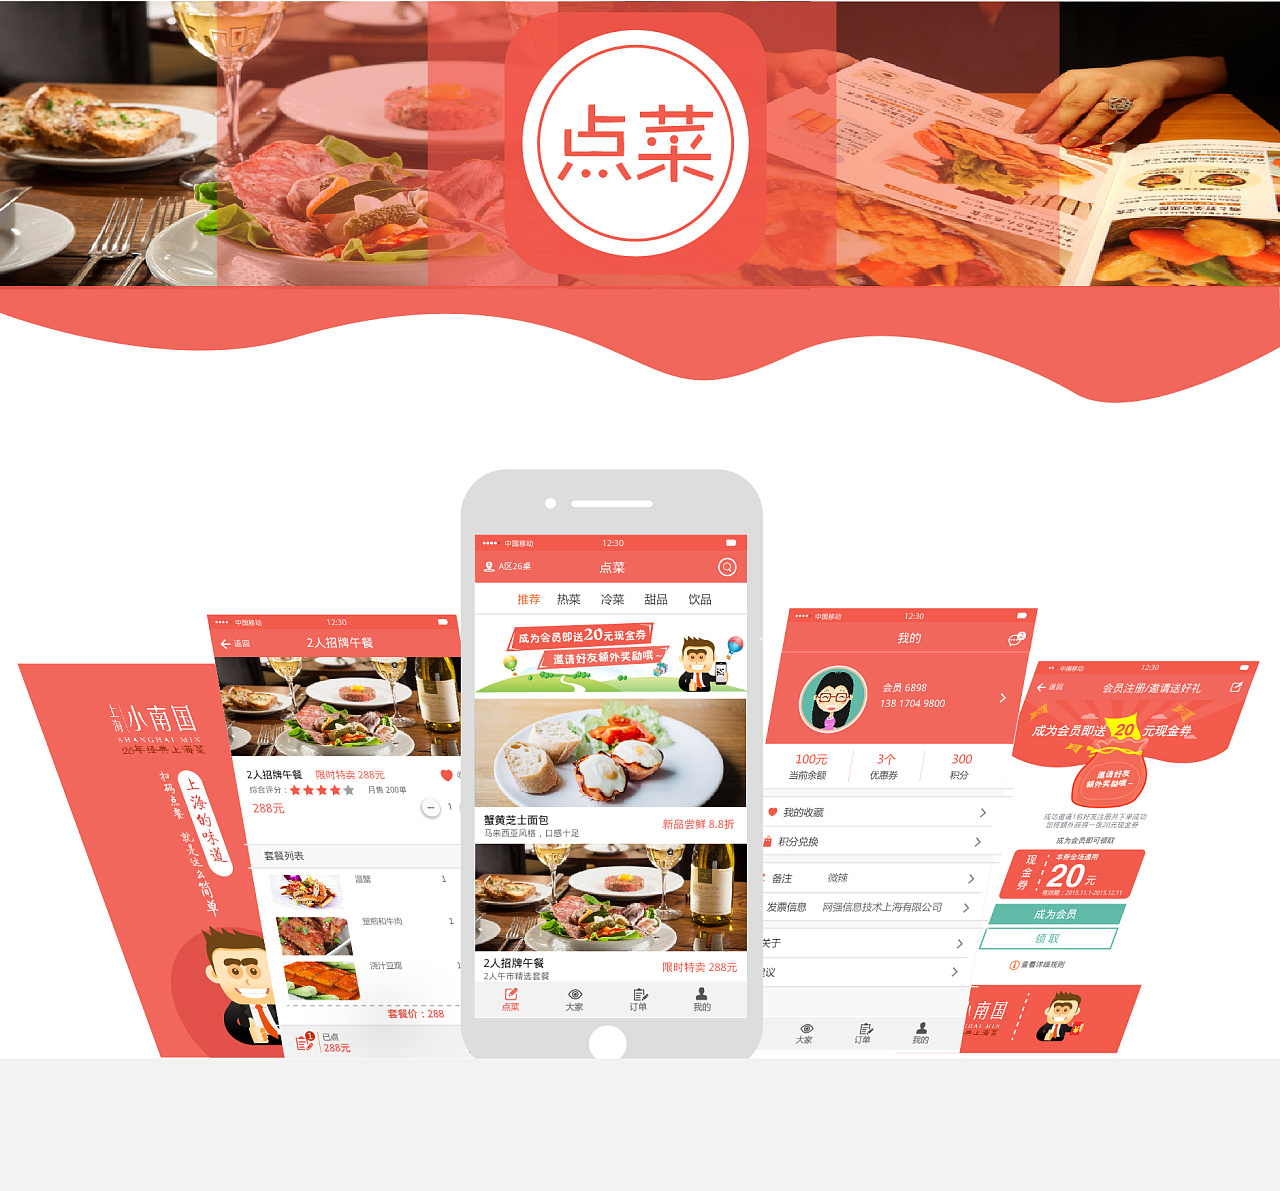 点菜
中国移动 12:30
A区26桌 点菜
推荐 热菜 冷菜 甜品 饮品
成为会员即送20元现金券
邀请好友额外奖励哦~
蟹黄芝士面包
马来西亚风格，口感十足
新品尝鲜 8.8折
2人招牌午餐
2人午市精选套餐
限时特卖 288元
点菜 大家 订单 我的
中国移动 12:30
返回 2人招牌午餐
2人招牌午餐 限时特卖 288元
综合评分： 月售 200单
288元
1
套餐列表
温蟹 1
堂煎和牛肉 1
浇汁豆腐 1
套餐价：288
1
已点
288元
上海小南国
SHANGHAI MIN
26年经典上海菜
上海的味道
扫码点餐 就是这么简单
中国移动 12:30
我的
2
会员 6898
138 1704 9800
100元 3个 300
当前余额 优惠券 积分
我的收藏
积分兑换
备注 微辣
发票信息 网强信息技术上海有限公司
关于
建议
大家 订单 我的
中国移动 12:30
返回 会员注册/邀请送好礼
成为会员即送 20 元现金券
邀请好友
额外奖励哦~
成功邀请1名好友注册并下单成功
您将额外获得一张20元现金券
成为会员即可领取
现金券
本券全场通用
20元
有效期：2015.11.1-2015.12.11
成为会员
领取
查看详细规则
小南国
HAI MIN
典上海菜